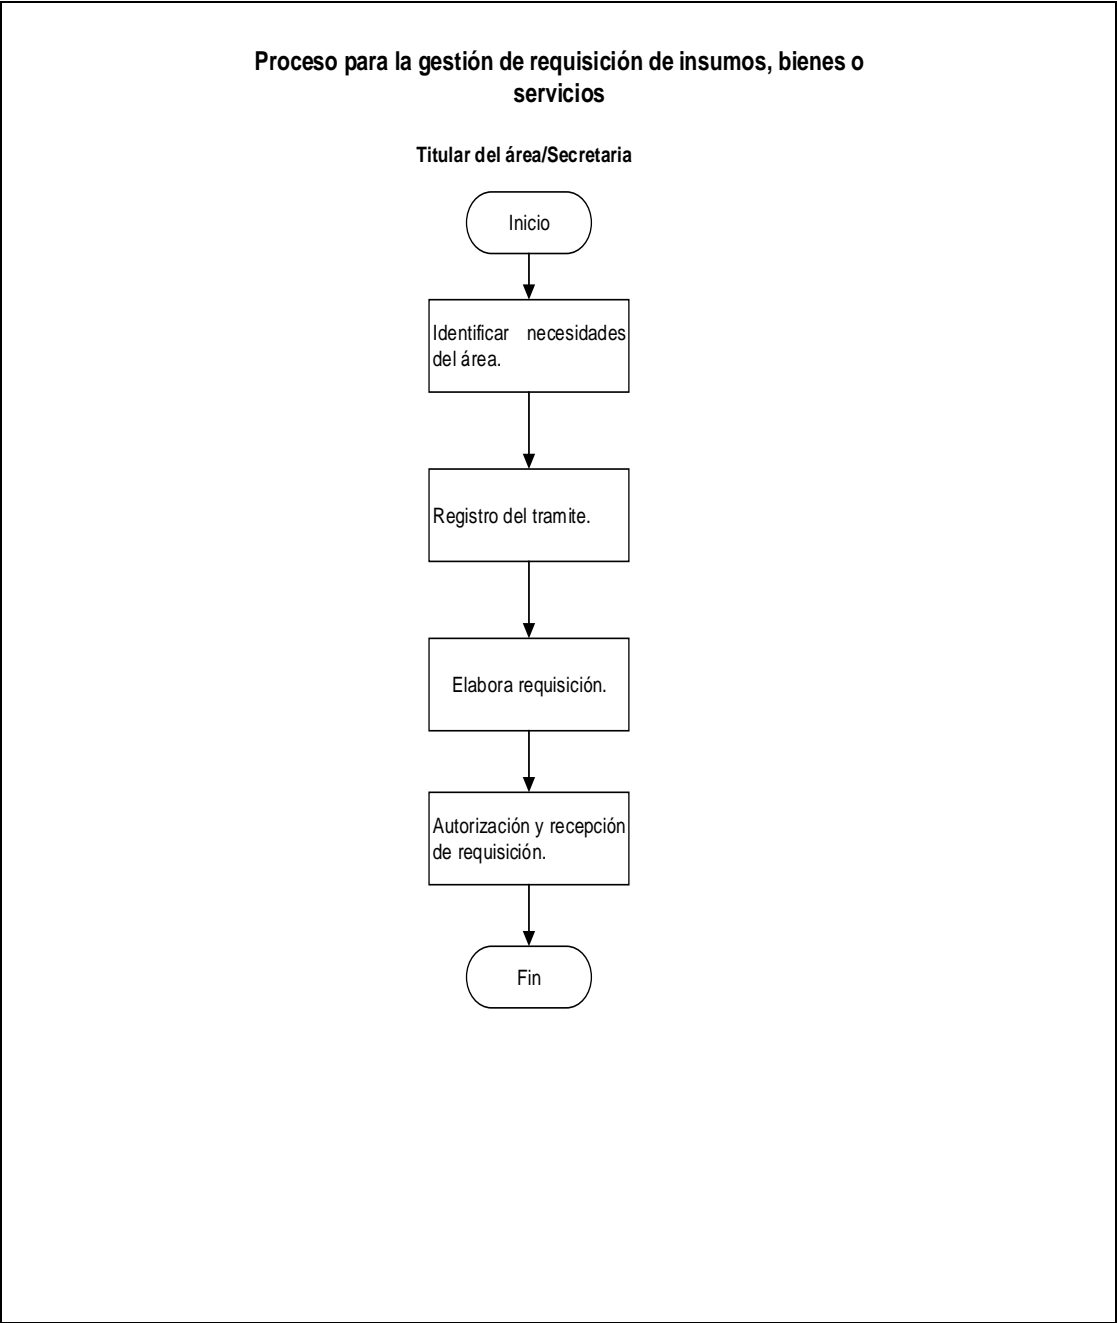 Proceso para la gestión de requisición de insumos, bienes o
servicios
Titular del área/Secretaria
Inicio
Identificar necesidades
del área.
Registro del tramite.
Elabora requisición.
Autorización y recepción
de requisición.
Fin